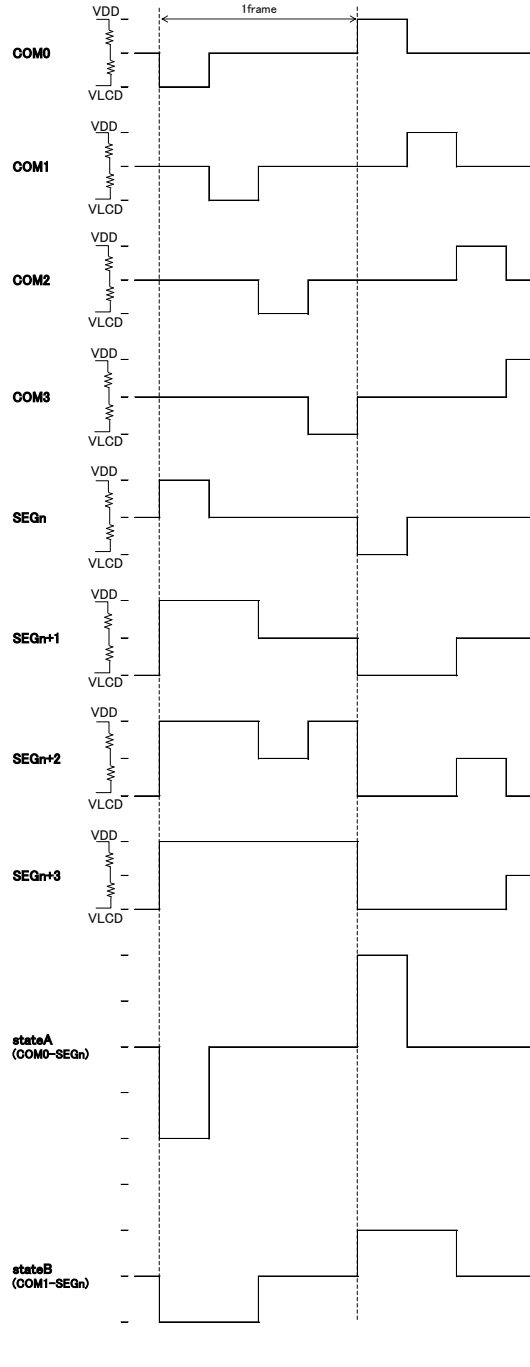 1frame
VDD
COM0
VLCD
VDD
COM1
VLCD
VDD
COM2
VLCD
VDD
COM3
VLCD
VDD
SEGn
VLCD
VDD
SEGn+1
VLCD
VDD
SEGn+2
VLCD
VDD
SEGn+3
VLCD
stateA
(COM0-SEGn)
stateB
(COM1-SEGn)